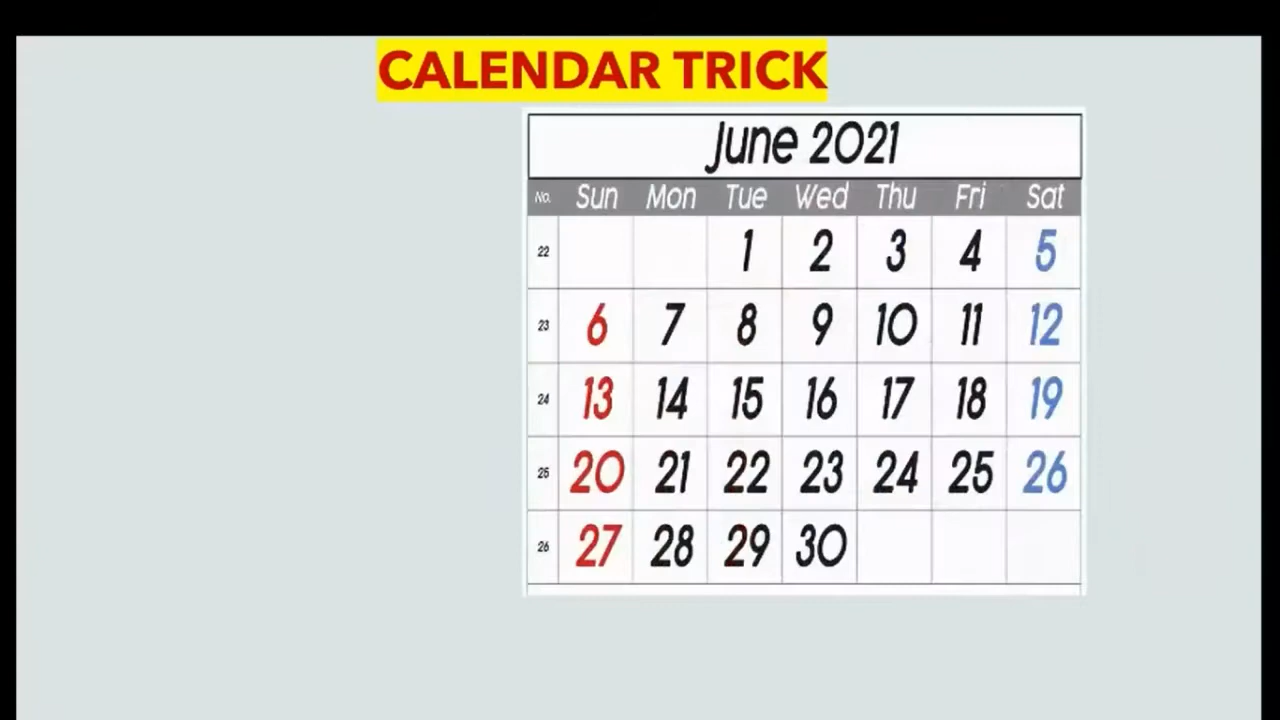 CALENDAR TRICK
June 2021
No. Sun Mon Tue Wed Thu Fri Sat
22 1 2 3 4 5
23 6 7 8 9 10 11 12
24 13 14 15 16 17 18 19
25 20 21 22 23 24 25 26
26 27 28 29 30